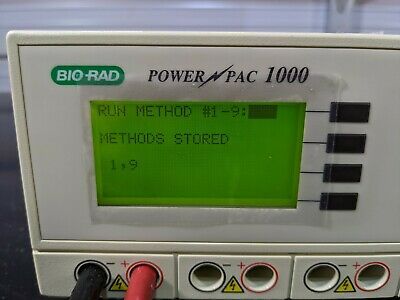 BIO-RAD POWER PAC 1000
RUN METHOD #1-9:
METHODS STORED
1,9
- + - + - +